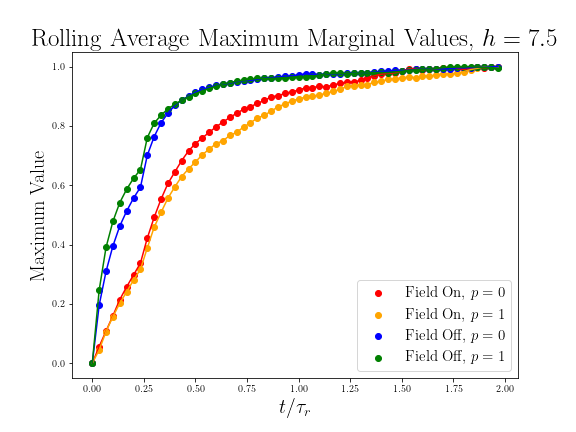 Rolling Average Maximum Marginal Values, h = 7.5
Maximum Value
1.0
0.8
0.6
0.4
0.2
0.0
Field On, p = 0
Field On, p = 1
Field Off, p = 0
Field Off, p = 1
0.00 0.25 0.50 0.75 1.00 1.25 1.50 1.75 2.00
t/τr